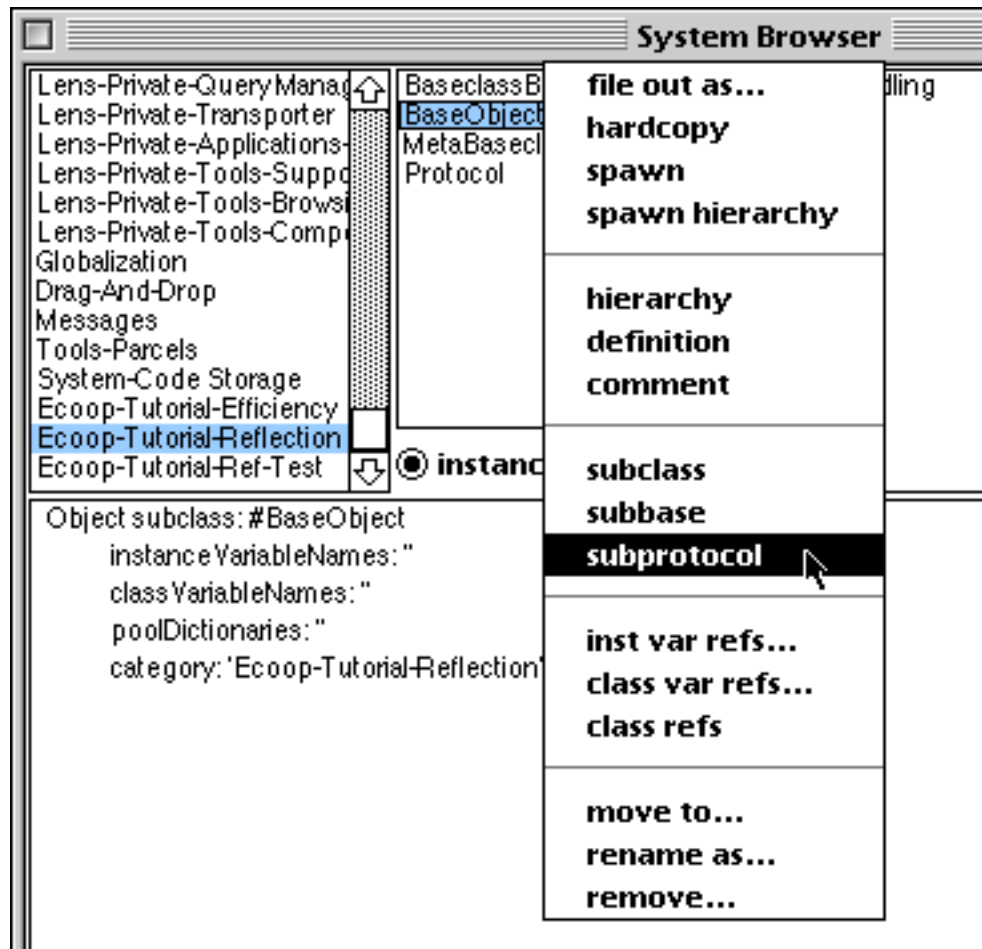 System Browser
Lens-Private-QueryManag
Lens-Private-Transporter
Lens-Private-Applications-
Lens-Private-Tools-Suppo
Lens-Private-Tools-Browsi
Lens-Private-Tools-Comp
Globalization
Drag-And-Drop
Messages
Tools-Parcels
System-Code Storage
Ecoop-Tutorial-Efficiency
Ecoop-Tutorial-Reflection
Ecoop-Tutorial-Ref-Test
BaseclassB
BaseObject
MetaBasecl
Protocol
instanc
dling
file out as...
hardcopy
spawn
spawn hierarchy
hierarchy
definition
comment
subclass
subbase
subprotocol
inst var refs...
class var refs...
class refs
move to...
rename as...
remove...
Object subclass: #BaseObject
instanceVariableNames: ''
classVariableNames: ''
poolDictionaries: ''
category: 'Ecoop-Tutorial-Reflection'